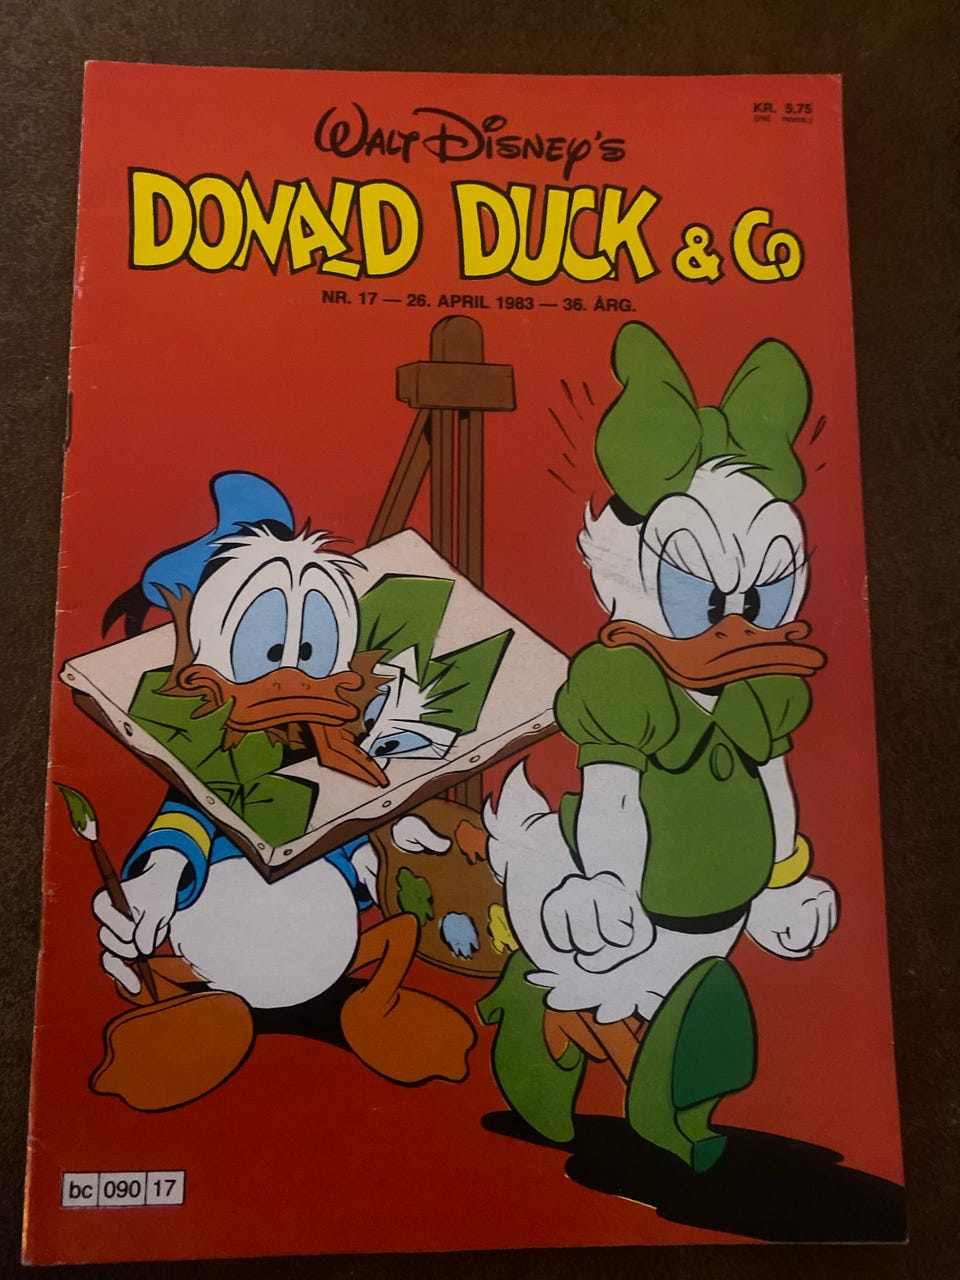 KR. 5,75
WALT DISNEY'S
DONALD DUCK & Co
NR. 17 — 26. APRIL 1983 — 36. ÅRG.
bc 090 17